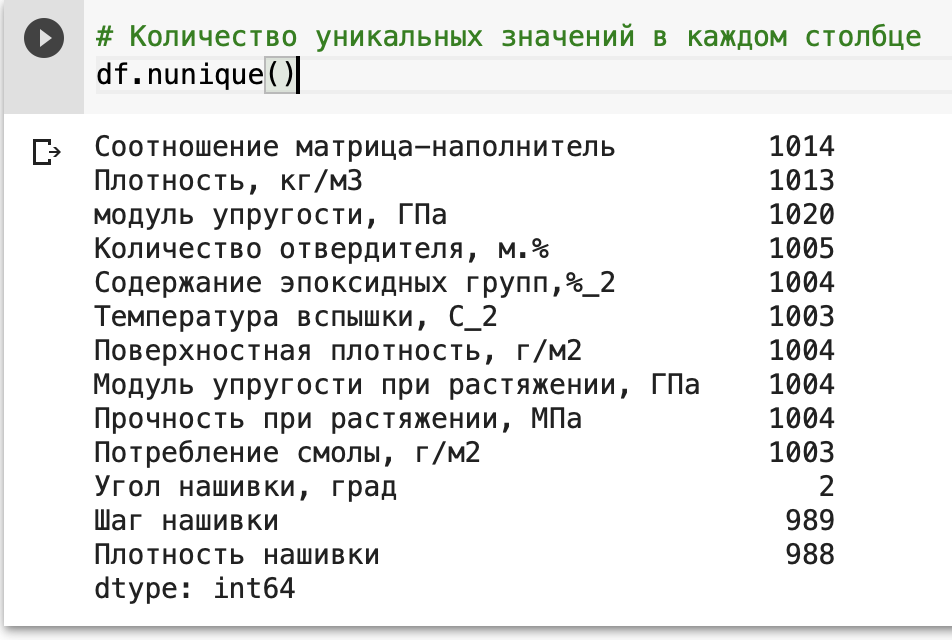 # Количество уникальных значений в каждом столбце
df.nunique()
Соотношение матрица-наполнитель 1014
Плотность, кг/м3 1013
модуль упругости, ГПа 1020
Количество отвердителя, м.% 1005
Содержание эпоксидных групп,%_2 1004
Температура вспышки, С_2 1003
Поверхностная плотность, г/м2 1004
Модуль упругости при растяжении, ГПа 1004
Прочность при растяжении, МПа 1004
Потребление смолы, г/м2 1003
Угол нашивки, град 2
Шаг нашивки 989
Плотность нашивки 988
dtype: int64